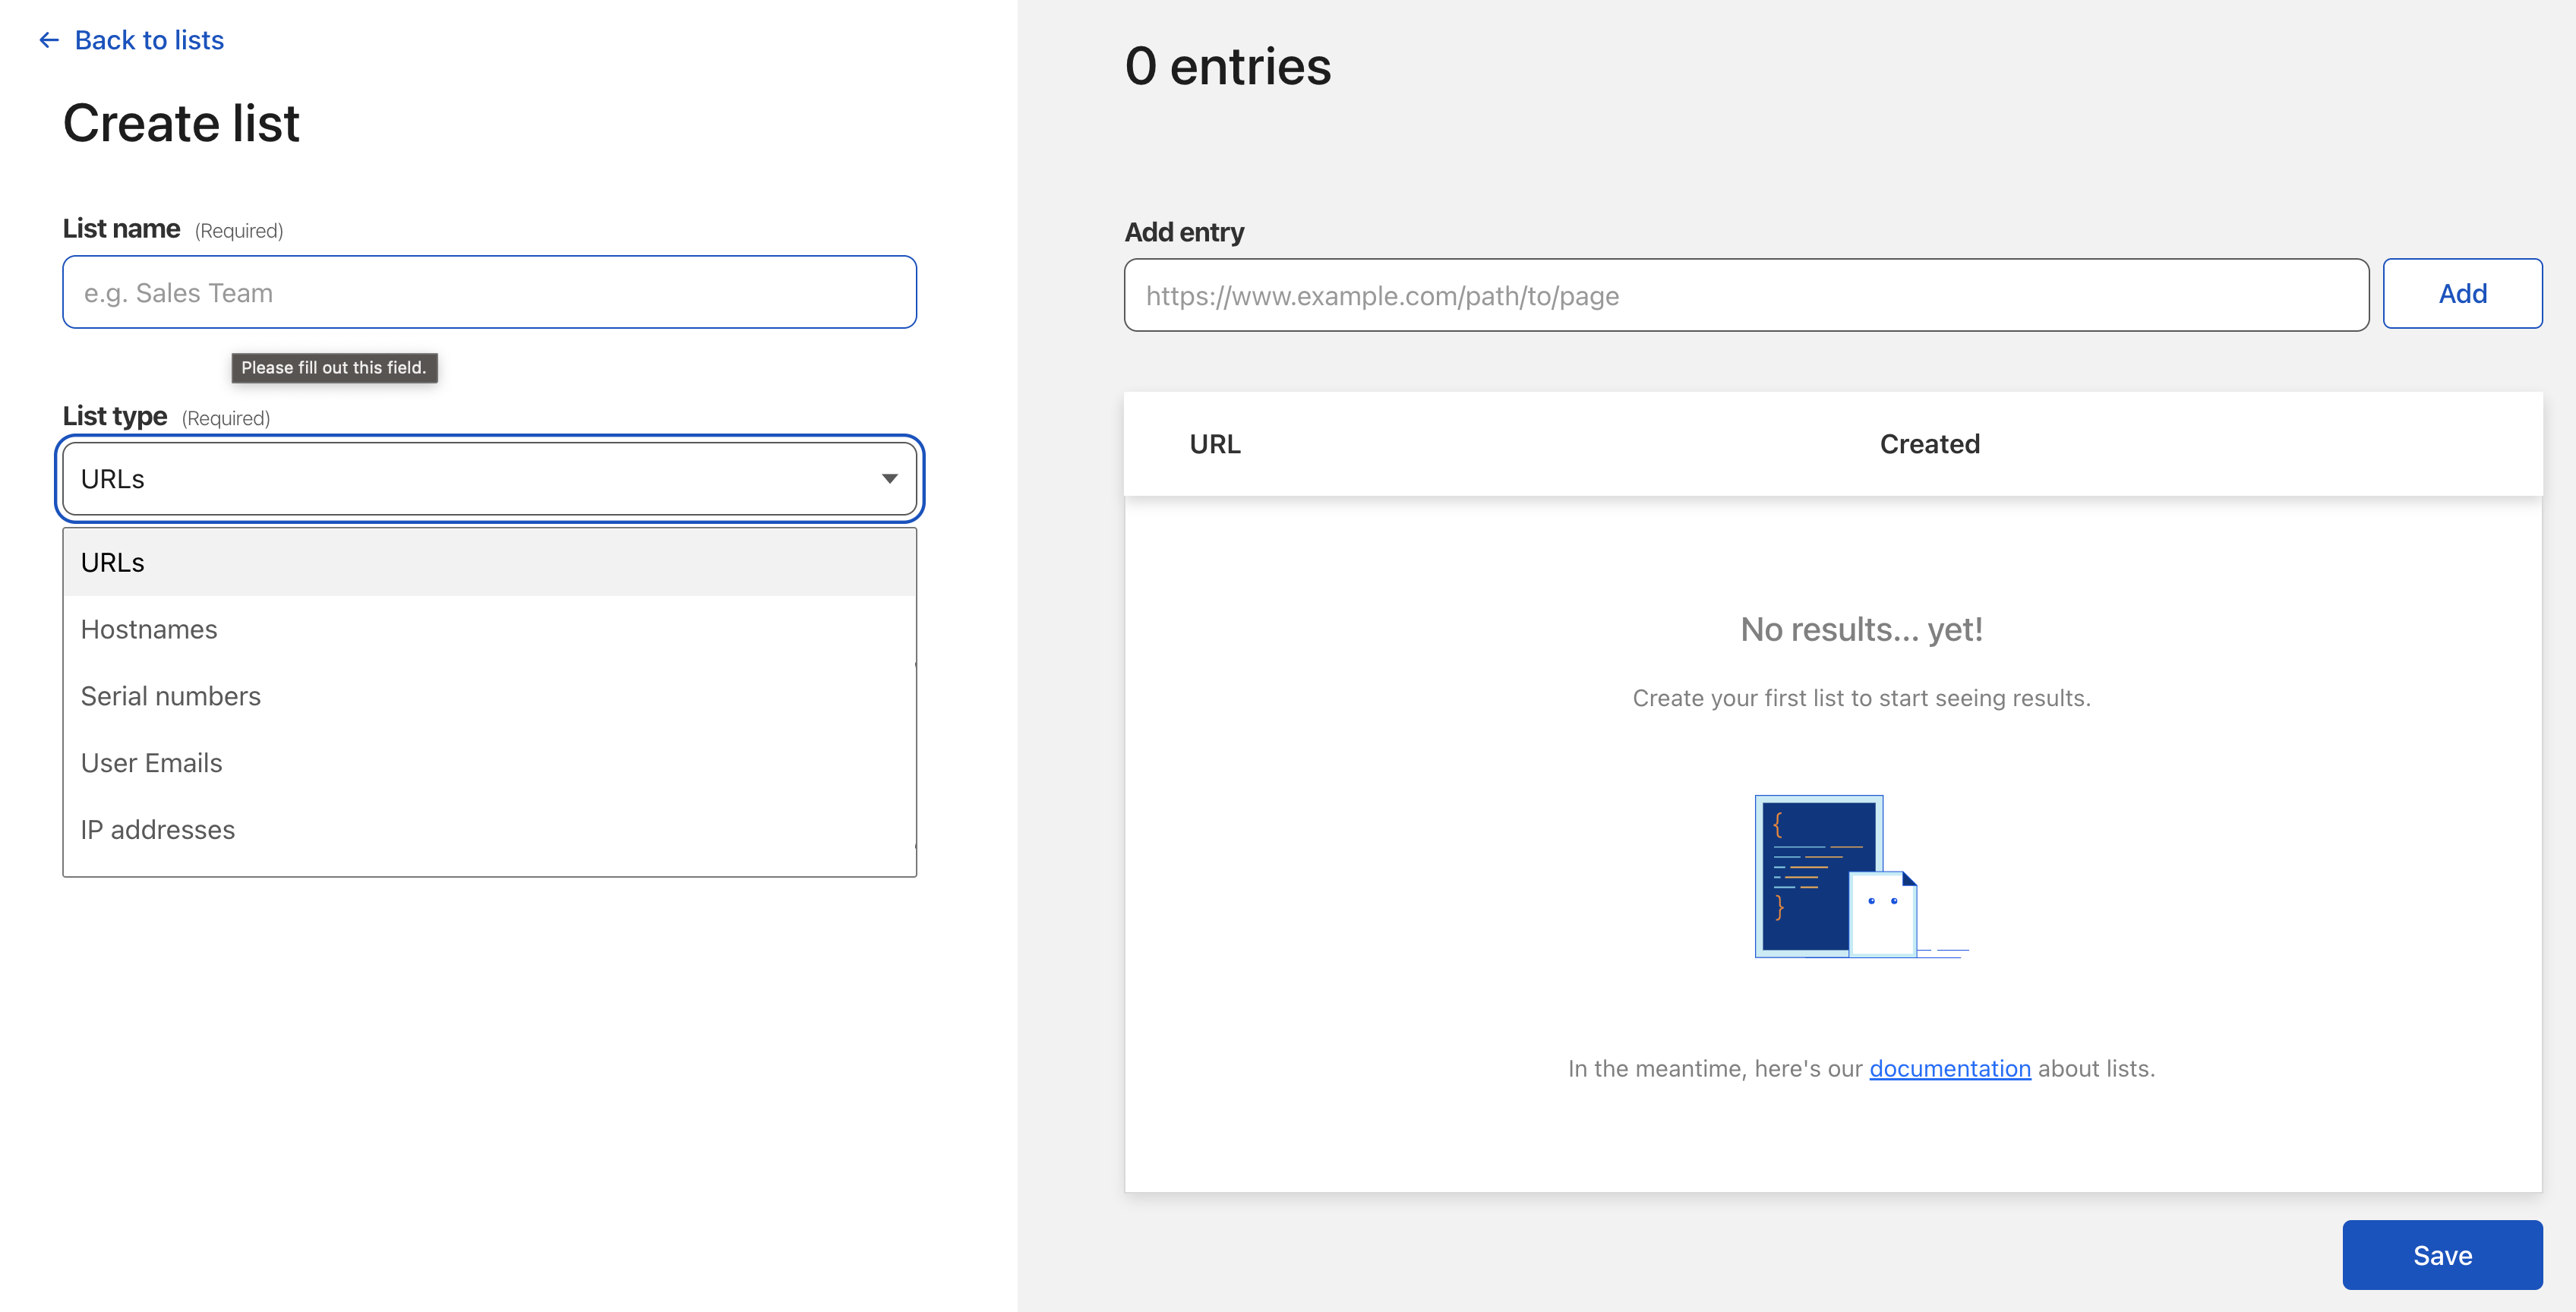 ← Back to lists
Create list
List name (Required)
e.g. Sales Team
Please fill out this field.
List type (Required)
URLs
URLs
Hostnames
Serial numbers
User Emails
IP addresses
0 entries
Add entry
https://www.example.com/path/to/page
Add
URL Created
No results... yet!
Create your first list to start seeing results.
{
}
In the meantime, here's our documentation about lists.
Save